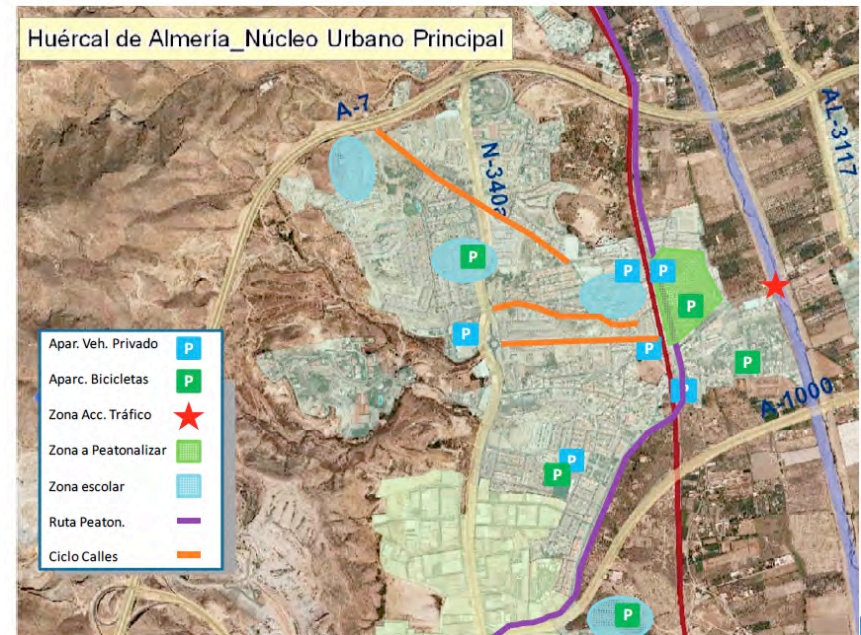 Huércal de Almería_Núcleo Urbano Principal
A-7
N-340a
AL-3117
A-1000
P
P
P
P
P
P
P
P
P
P
P
Apar. Veh. Privado P
Aparc. Bicicletas P
Zona Acc. Tráfico
Zona a Peatonalizar
Zona escolar
Ruta Peaton.
Ciclo Calles